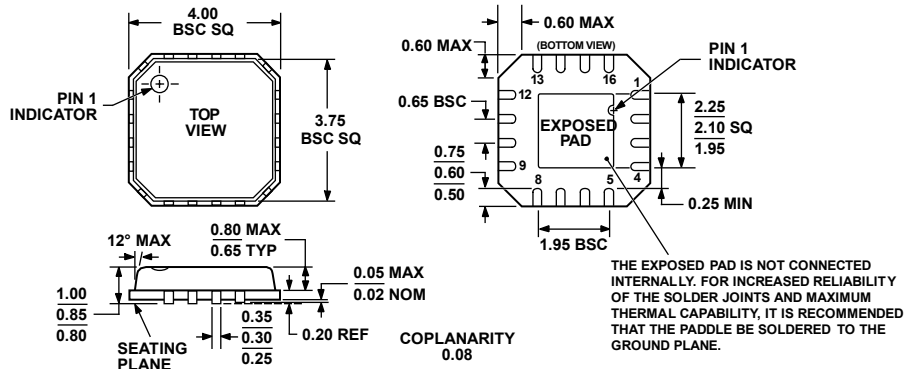 4.00
BSC SQ
PIN 1
INDICATOR
TOP
VIEW
3.75
BSC SQ
0.60 MAX
0.60 MAX
(BOTTOM VIEW)
PIN 1
INDICATOR
13
16
12
1
0.65 BSC
EXPOSED
PAD
2.25
2.10 SQ
1.95
0.75
0.60
0.50
9
8
5
4
0.25 MIN
1.95 BSC
12° MAX
0.80 MAX
0.65 TYP
1.00
0.85
0.80
0.05 MAX
0.02 NOM
SEATING
PLANE
0.35
0.30
0.25
0.20 REF
COPLANARITY
0.08
THE EXPOSED PAD IS NOT CONNECTED
INTERNALLY. FOR INCREASED RELIABILITY
OF THE SOLDER JOINTS AND MAXIMUM
THERMAL CAPABILITY, IT IS RECOMMENDED
THAT THE PADDLE BE SOLDERED TO THE
GROUND PLANE.